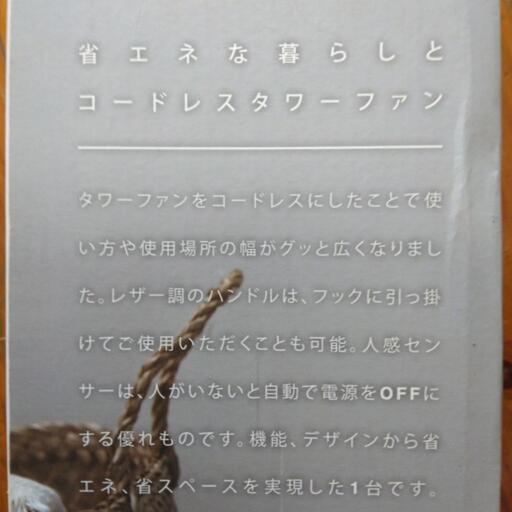 省エネな暮らしと
コードレスタワーファン
タワーファンをコードレスにしたことで使
い方や使用場所の幅がグッと広くなりまし
た。レザー調のハンドルは、フックに引っ掛
けてご使用いただくことも可能。人感セン
サーは、人がいないと自動で電源をOFFに
する優れものです。機能、デザインから省
エネ、省スペースを実現した1台です。